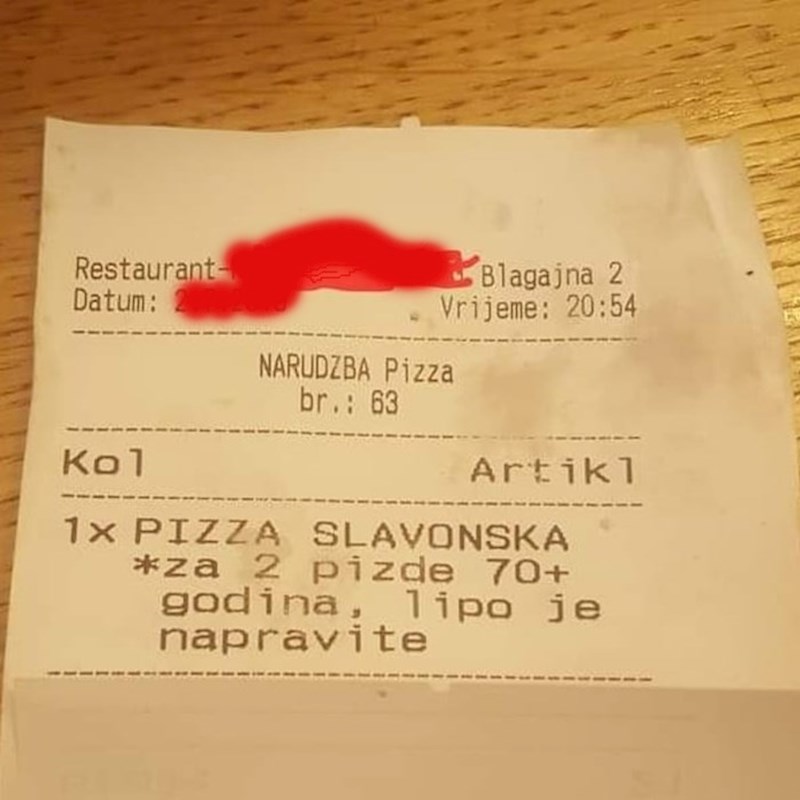 Restaurant- Blagajna 2
Datum: Vrijeme: 20:54
NARUDZBA Pizza
br.: 63
Kol Artikl
1x PIZZA SLAVONSKA
*za 2 pizde 70+
godina, lipo je
napravite